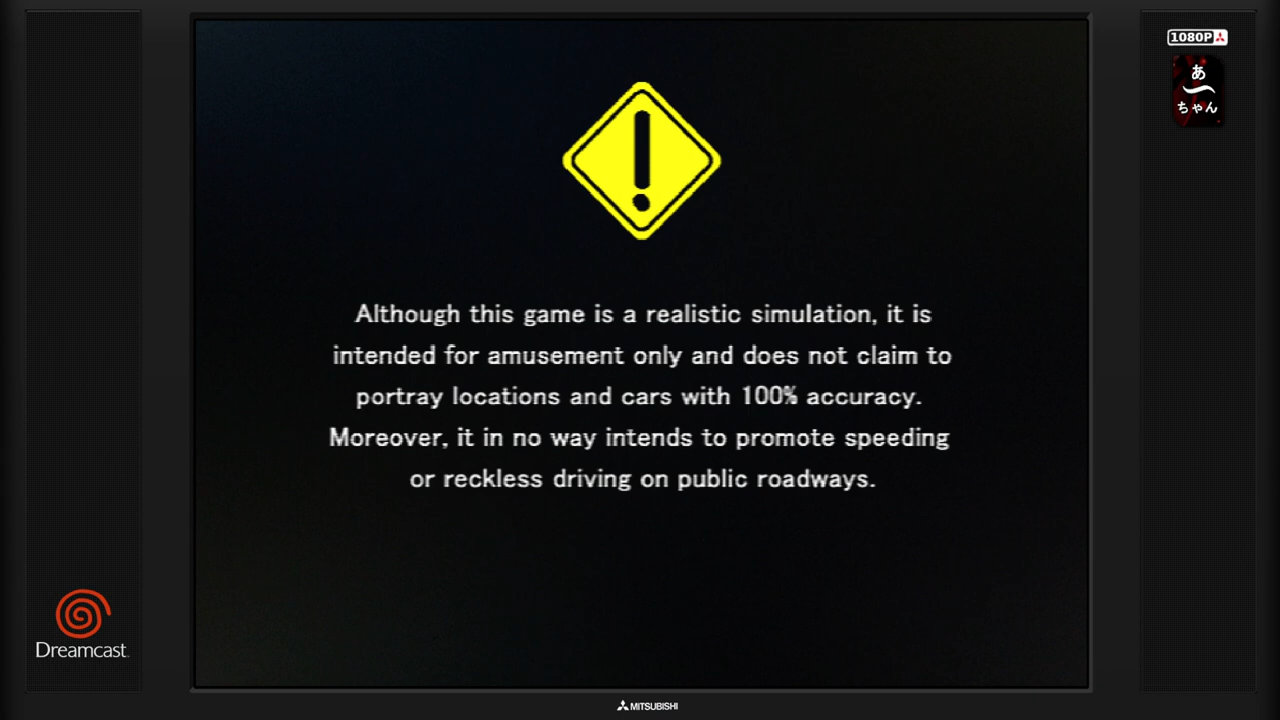 1080P
あ
ー
ちゃん
Although this game is a realistic simulation, it is
intended for amusement only and does not claim to
portray locations and cars with 100% accuracy.
Moreover, it in no way intends to promote speeding
or reckless driving on public roadways.
Dreamcast.
MITSUBISHI